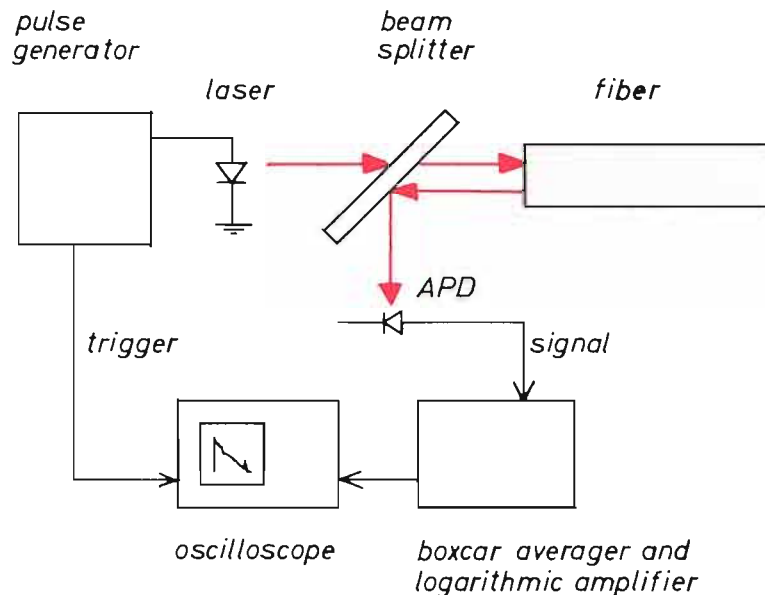 pulse
generator
beam
splitter
laser
fiber
APD
trigger
signal
oscilloscope
boxcar averager and
logarithmic amplifier